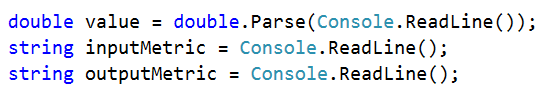 double value = double.Parse(Console.ReadLine());
string inputMetric = Console.ReadLine();
string outputMetric = Console.ReadLine();